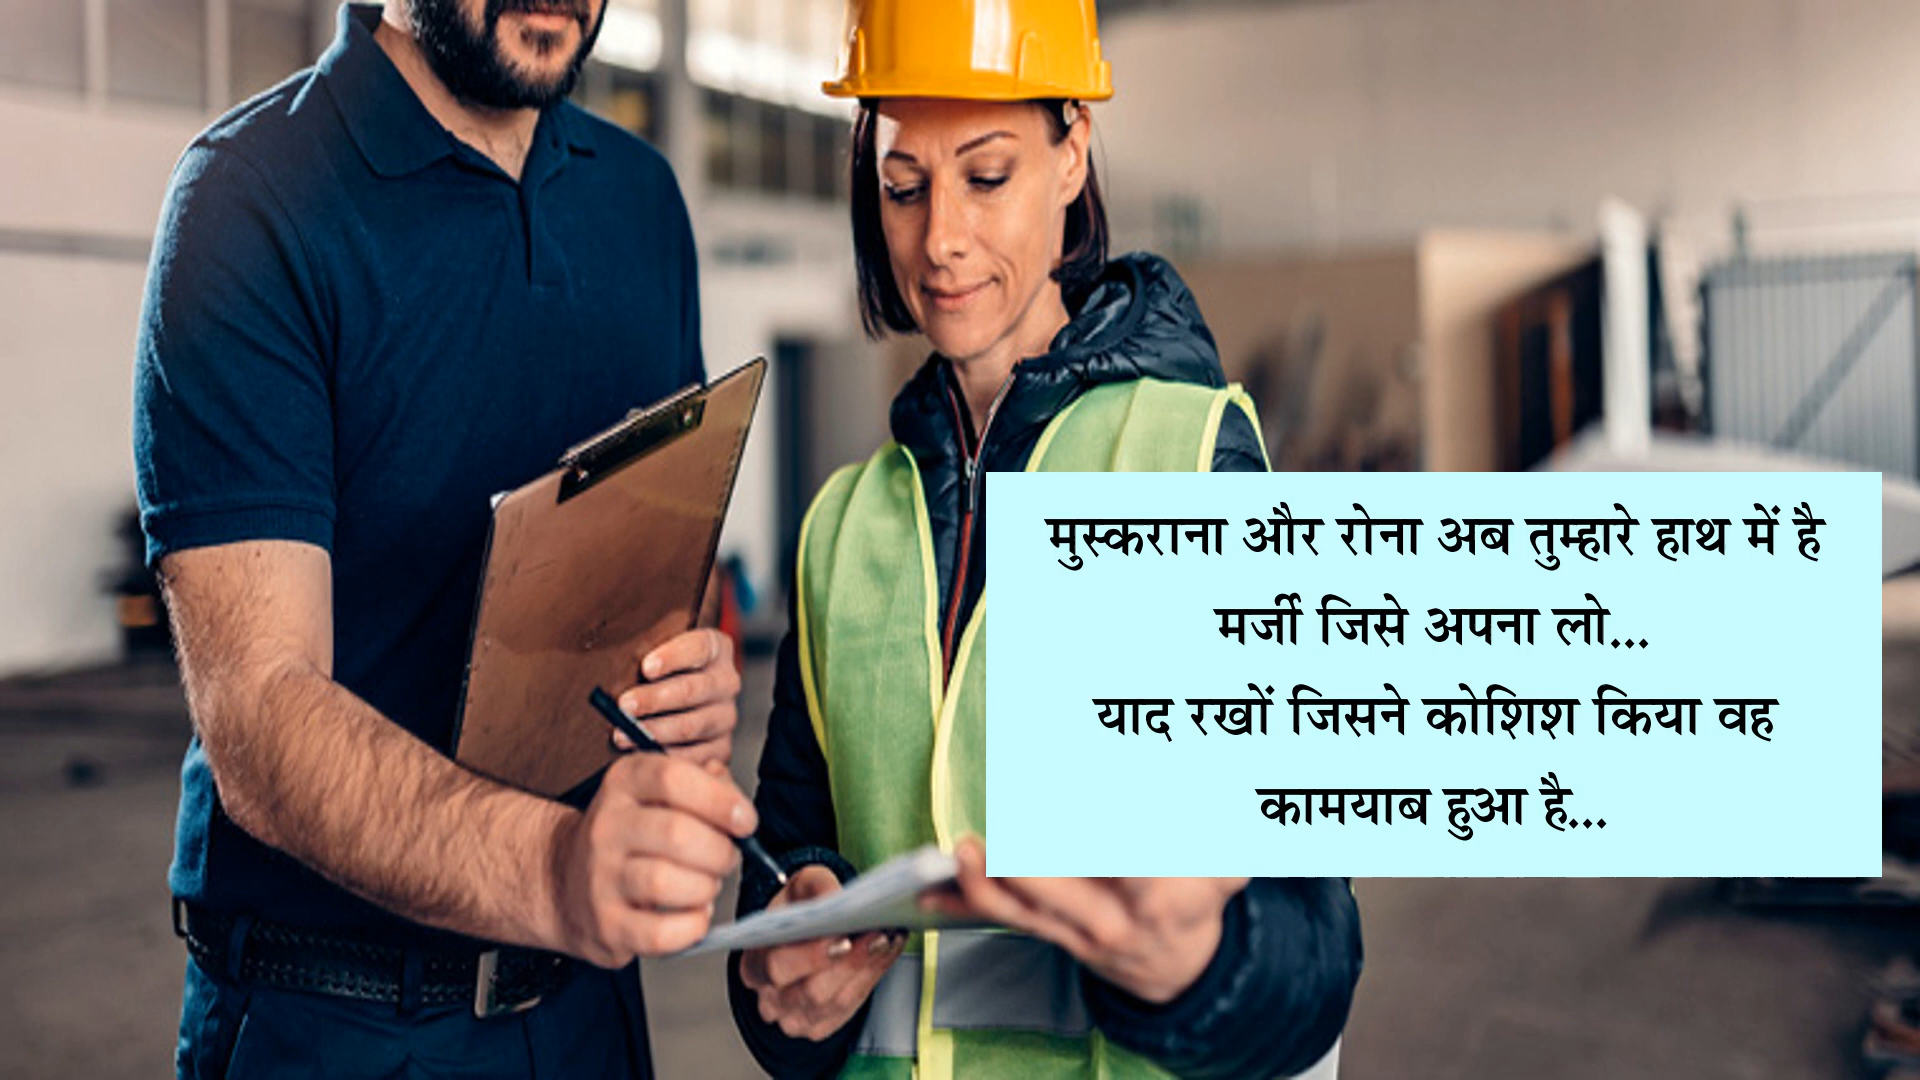 मुस्कराना और रोना अब तुम्हारे हाथ में है
मर्जी जिसे अपना लो...
याद रखों जिसने कोशिश किया वह
कामयाब हुआ है...